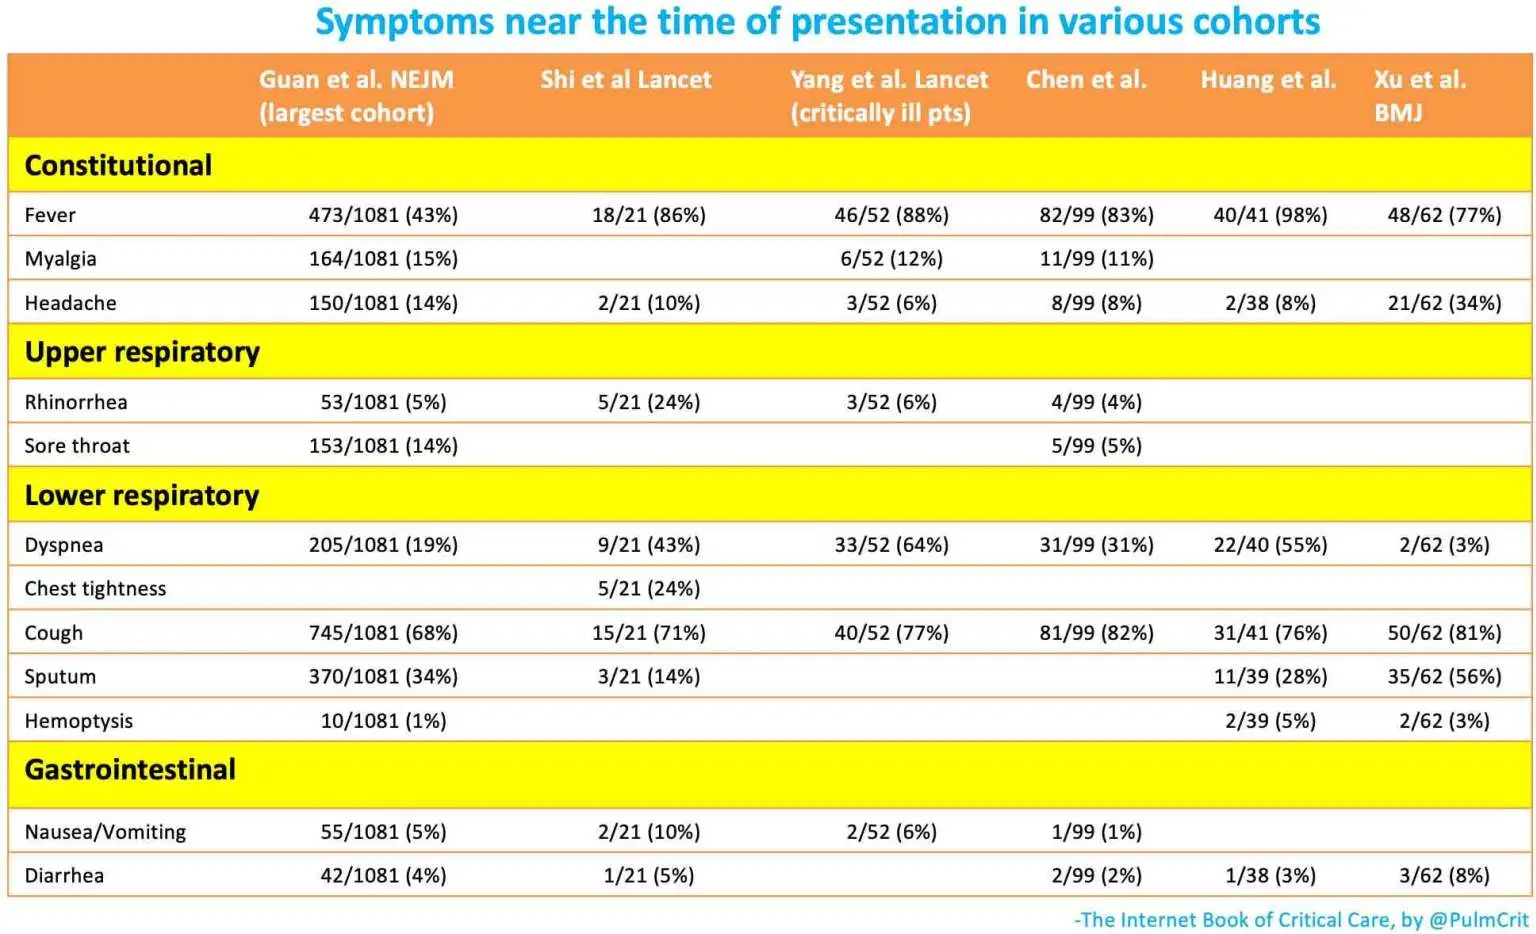 Symptoms near the time of presentation in various cohorts
Guan et al. NEJM (largest cohort) Shi et al Lancet Yang et al. Lancet (critically ill pts) Chen et al. Huang et al. Xu et al. BMJ
Constitutional
Fever 473/1081 (43%) 18/21 (86%) 46/52 (88%) 82/99 (83%) 40/41 (98%) 48/62 (77%)
Myalgia 164/1081 (15%) 6/52 (12%) 11/99 (11%)
Headache 150/1081 (14%) 2/21 (10%) 3/52 (6%) 8/99 (8%) 2/38 (8%) 21/62 (34%)
Upper respiratory
Rhinorrhea 53/1081 (5%) 5/21 (24%) 3/52 (6%) 4/99 (4%)
Sore throat 153/1081 (14%) 5/99 (5%)
Lower respiratory
Dyspnea 205/1081 (19%) 9/21 (43%) 33/52 (64%) 31/99 (31%) 22/40 (55%) 2/62 (3%)
Chest tightness 5/21 (24%)
Cough 745/1081 (68%) 15/21 (71%) 40/52 (77%) 81/99 (82%) 31/41 (76%) 50/62 (81%)
Sputum 370/1081 (34%) 3/21 (14%) 11/39 (28%) 35/62 (56%)
Hemoptysis 10/1081 (1%) 2/39 (5%) 2/62 (3%)
Gastrointestinal
Nausea/Vomiting 55/1081 (5%) 2/21 (10%) 2/52 (6%) 1/99 (1%)
Diarrhea 42/1081 (4%) 1/21 (5%) 2/99 (2%) 1/38 (3%) 3/62 (8%)
-The Internet Book of Critical Care, by @PulmCrit